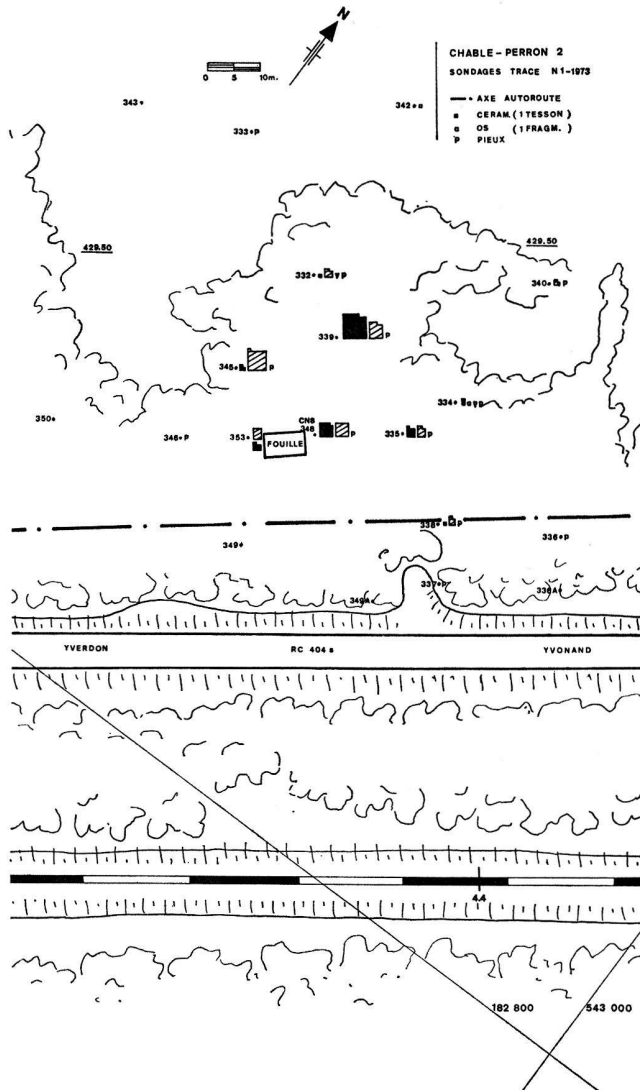 N
0 5 10m.
CHABLE-PERRON 2
SONDAGES TRACE N1-1973
AXE AUTOROUTE
CERAM. (1 TESSON)
OS (1 FRAGM.)
P PIEUX
343
342
333 P
429.50
429.50
332 P
340 P
339 P
345 P
334 P
350
346 P
353
FOUILLE
CNB
348 P
335 P
338 P
349
336 P
337 P
349A
336A
YVERDON RC 404 YVONAND
4.4
182 800 543 000